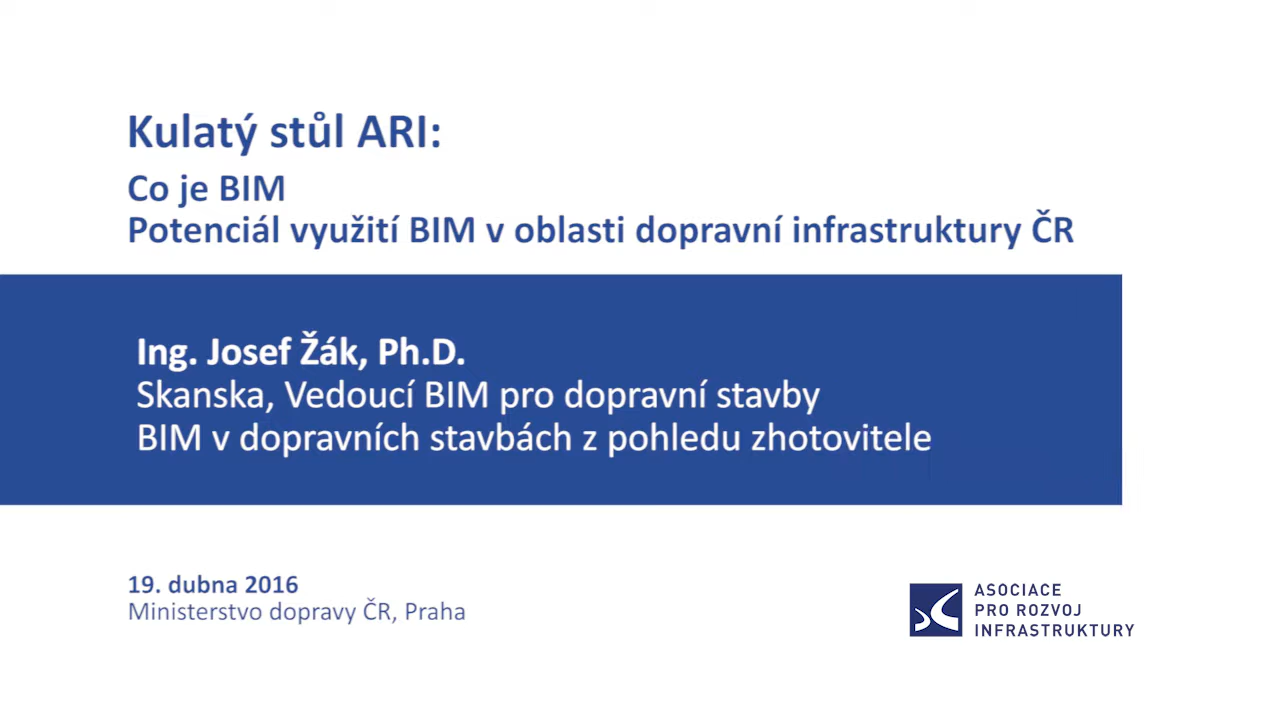 Kulatý stůl ARI:
Co je BIM
Potenciál využití BIM v oblasti dopravní infrastruktury ČR
Ing. Josef Žák, Ph.D.
Skanska, Vedoucí BIM pro dopravní stavby
BIM v dopravních stavbách z pohledu zhotovitele
19. dubna 2016
Ministerstvo dopravy ČR, Praha
ASOCIACE
PRO ROZVOJ
INFRASTRUKTURY